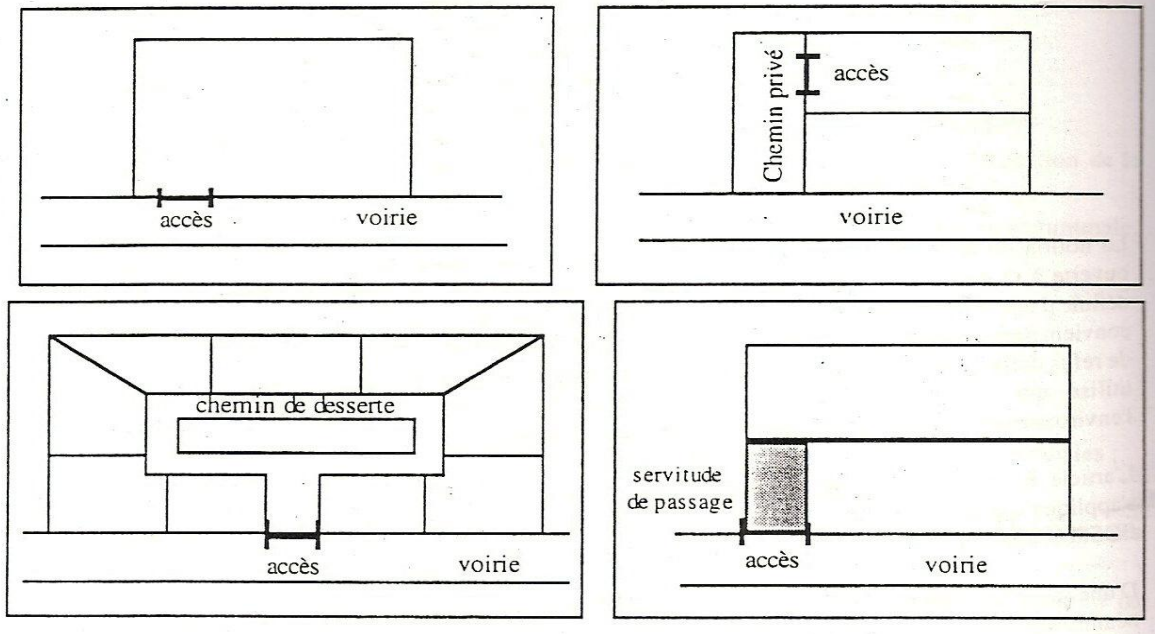 accès
voirie
Chemin privé
accès
voirie
chemin de desserte
accès
voirie
servitude
de passage
accès
voirie